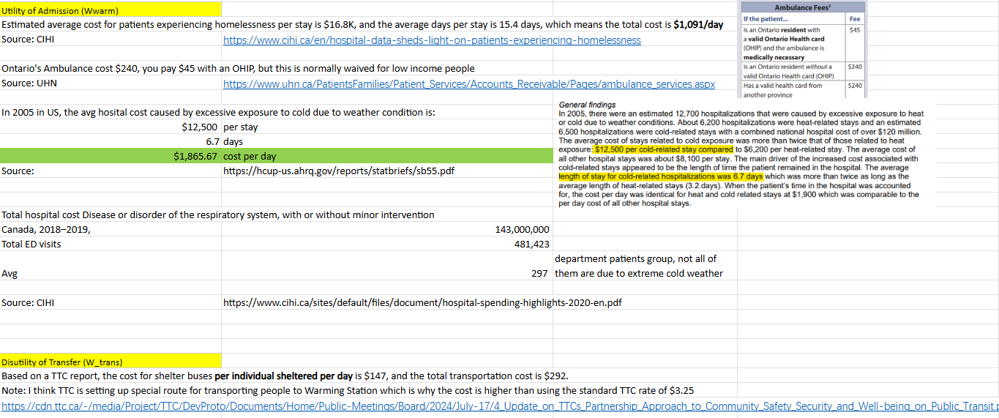 Utility of Admission (Wwarm)
Estimated average cost for patients experiencing homelessness per stay is $16.8K, and the average days per stay is 15.4 days, which means the total cost is $1,091/day
Source: CIHI https://www.cihi.ca/en/hospital-data-sheds-light-on-patients-experiencing-homelessness
Ontario's Ambulance cost $240, you pay $45 with an OHIP, but this is normally waived for low income people
Source: UHN https://www.uhn.ca/PatientsFamilies/Patient_Services/Accounts_Receivable/Pages/ambulance_services.aspx
Ambulance Fees²
If the patient... Fee
Is an Ontario resident with $45
a valid Ontario Health card
(OHIP) and the ambulance is
medically necessary
Is an Ontario resident without a $240
valid Ontario Health card (OHIP)
Has a valid health card from $240
another province
In 2005 in US, the avg hosital cost caused by excessive exposure to cold due to weather condition is:
$12,500 per stay
6.7 days
$1,865.67 cost per day
Source: https://hcup-us.ahrq.gov/reports/statbriefs/sb55.pdf
General findings
In 2005, there were an estimated 12,700 hospitalizations that were caused by excessive exposure to heat
or cold due to weather conditions. About 6,200 hospitalizations were heat-related stays and an estimated
6,500 hospitalizations were cold-related stays with a combined national hospital cost of over $120 million.
The average cost of stays related to cold exposure was more than twice that of those related to heat
exposure: $12,500 per cold-related stay compared to $6,200 per heat-related stay. The average cost of
all other hospital stays was about $8,100 per stay. The main driver of the increased cost associated with
cold-related stays appeared to be the length of time the patient remained in the hospital. The average
length of stay for cold-related hospitalizations was 6.7 days which was more than twice as long as the
average length of heat-related stays (3.2.days). When the patient's time in the hospital was accounted
for, the cost per day was identical for heat and cold related stays at $1,900 which was comparable to the
per day cost of all other hospital stays.
Total hospital cost Disease or disorder of the respiratory system, with or without minor intervention
Canada, 2018–2019, 143,000,000
Total ED visits 481,423
department patients group, not all of
Avg 297 them are due to extreme cold weather
Source: CIHI https://www.cihi.ca/sites/default/files/document/hospital-spending-highlights-2020-en.pdf
Disutility of Transfer (W_trans)
Based on a TTC report, the cost for shelter buses per individual sheltered per day is $147, and the total transportation cost is $292.
Note: I think TTC is setting up special route for transporting people to Warming Station which is why the cost is higher than using the standard TTC rate of $3.25
https://cdn.ttc.ca/-/media/Project/TTC/DevProto/Documents/Home/Public-Meetings/Board/2024/July-17/4_Update_on_TTCs_Partnership_Approach_to_Community_Safety_Security_and_Well-being_on_Public_Transit.p